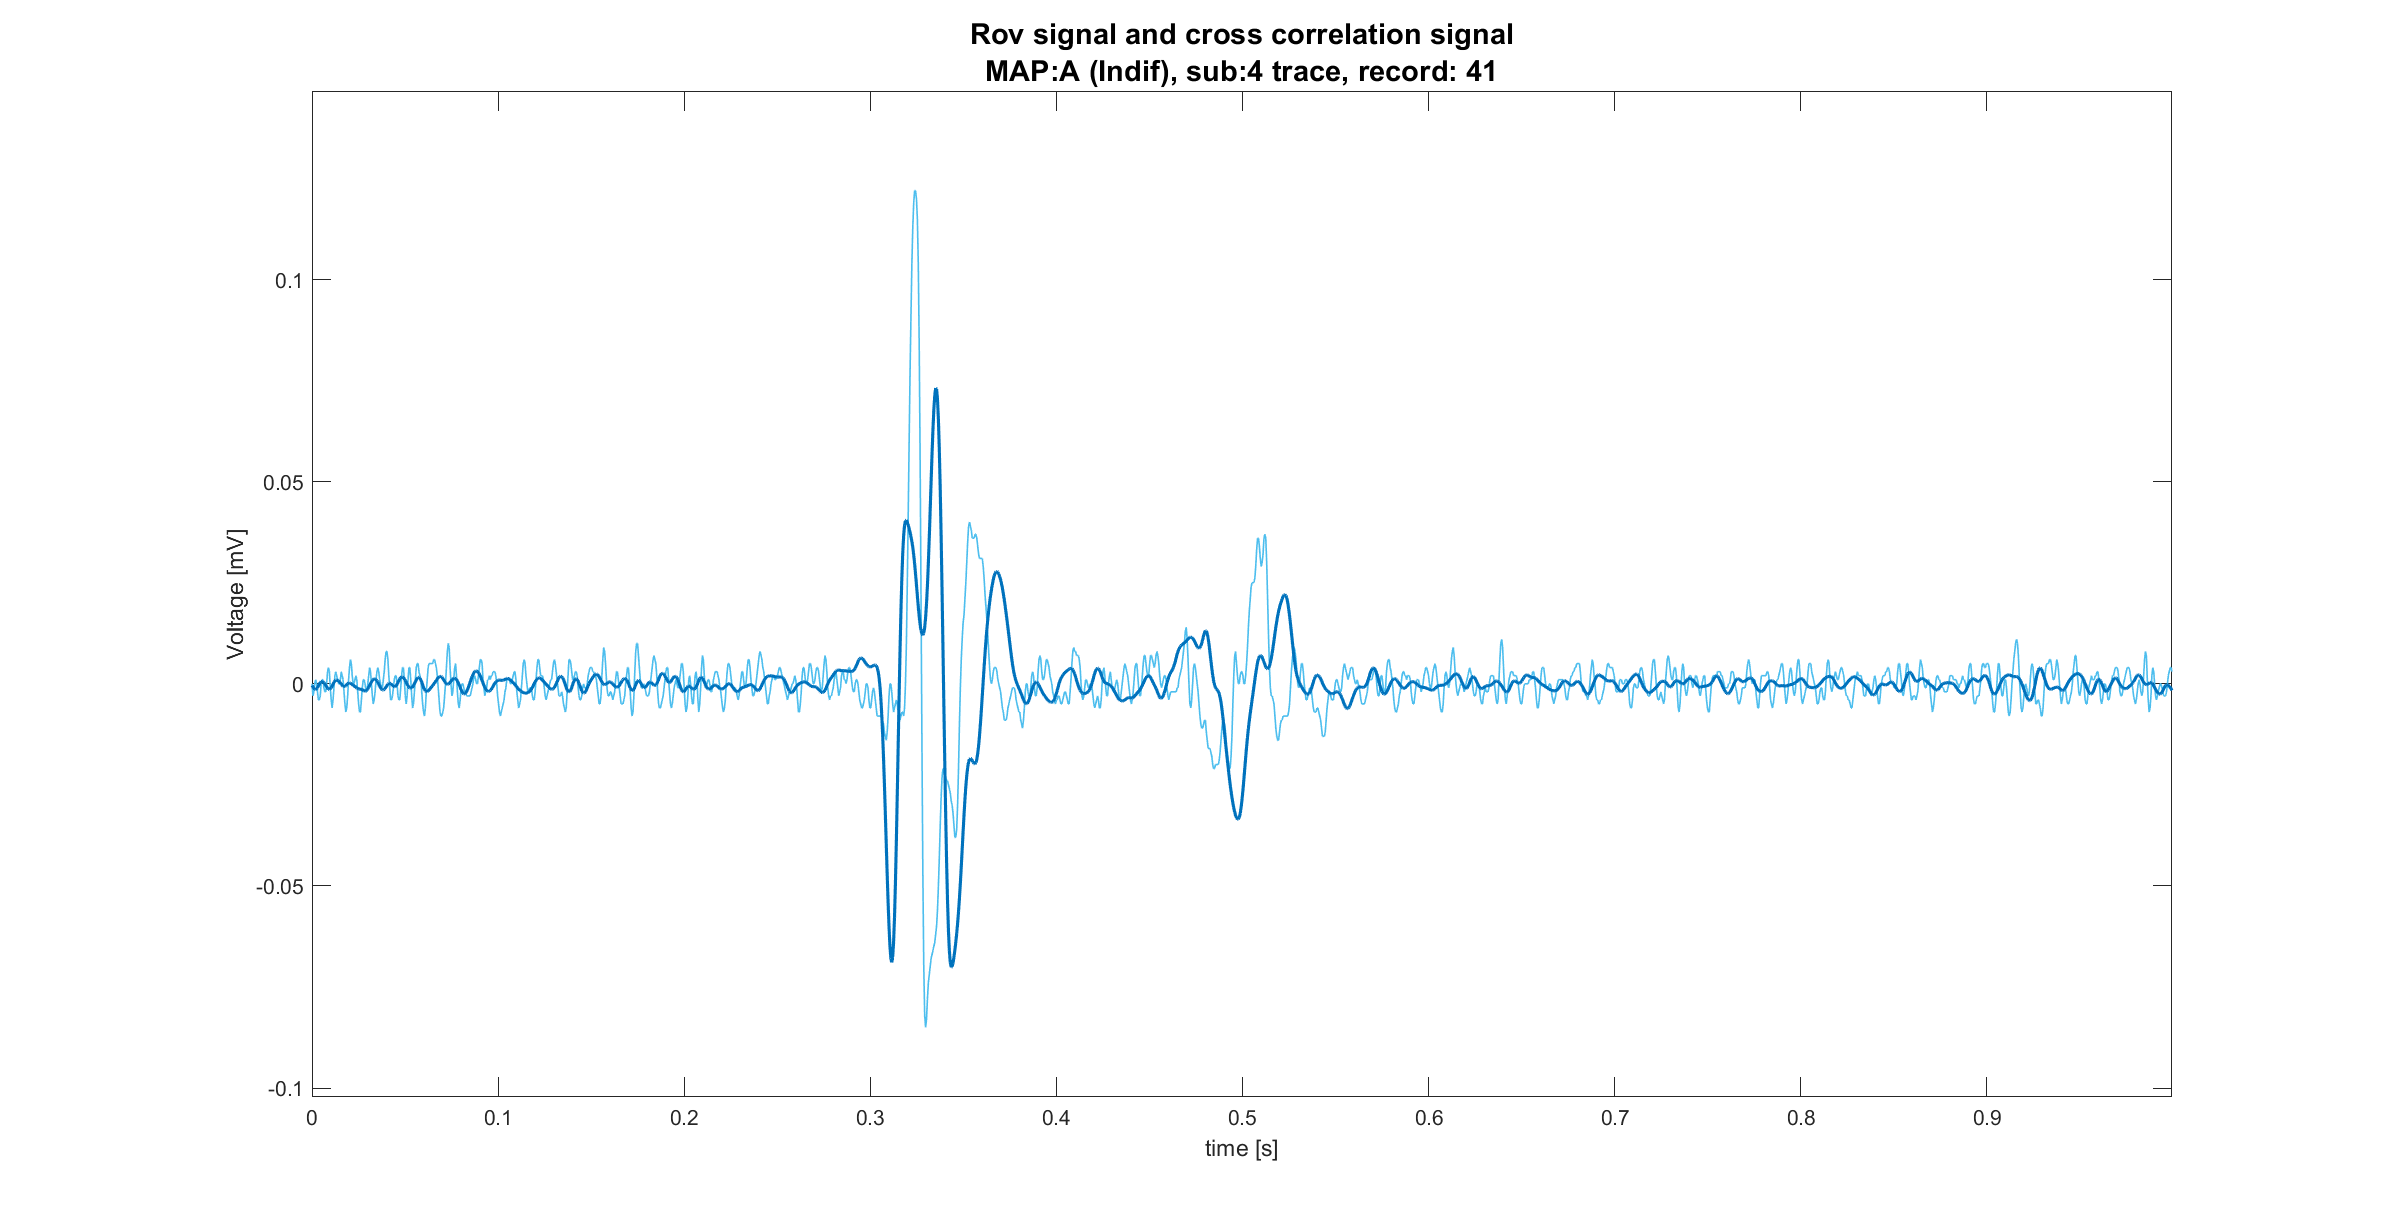 Rov signal and cross correlation signal
MAP:A (Indif), sub:4 trace, record: 41
0.1
0.05
0
-0.05
-0.1
Voltage [mV]
0 0.1 0.2 0.3 0.4 0.5 0.6 0.7 0.8 0.9
time [s]